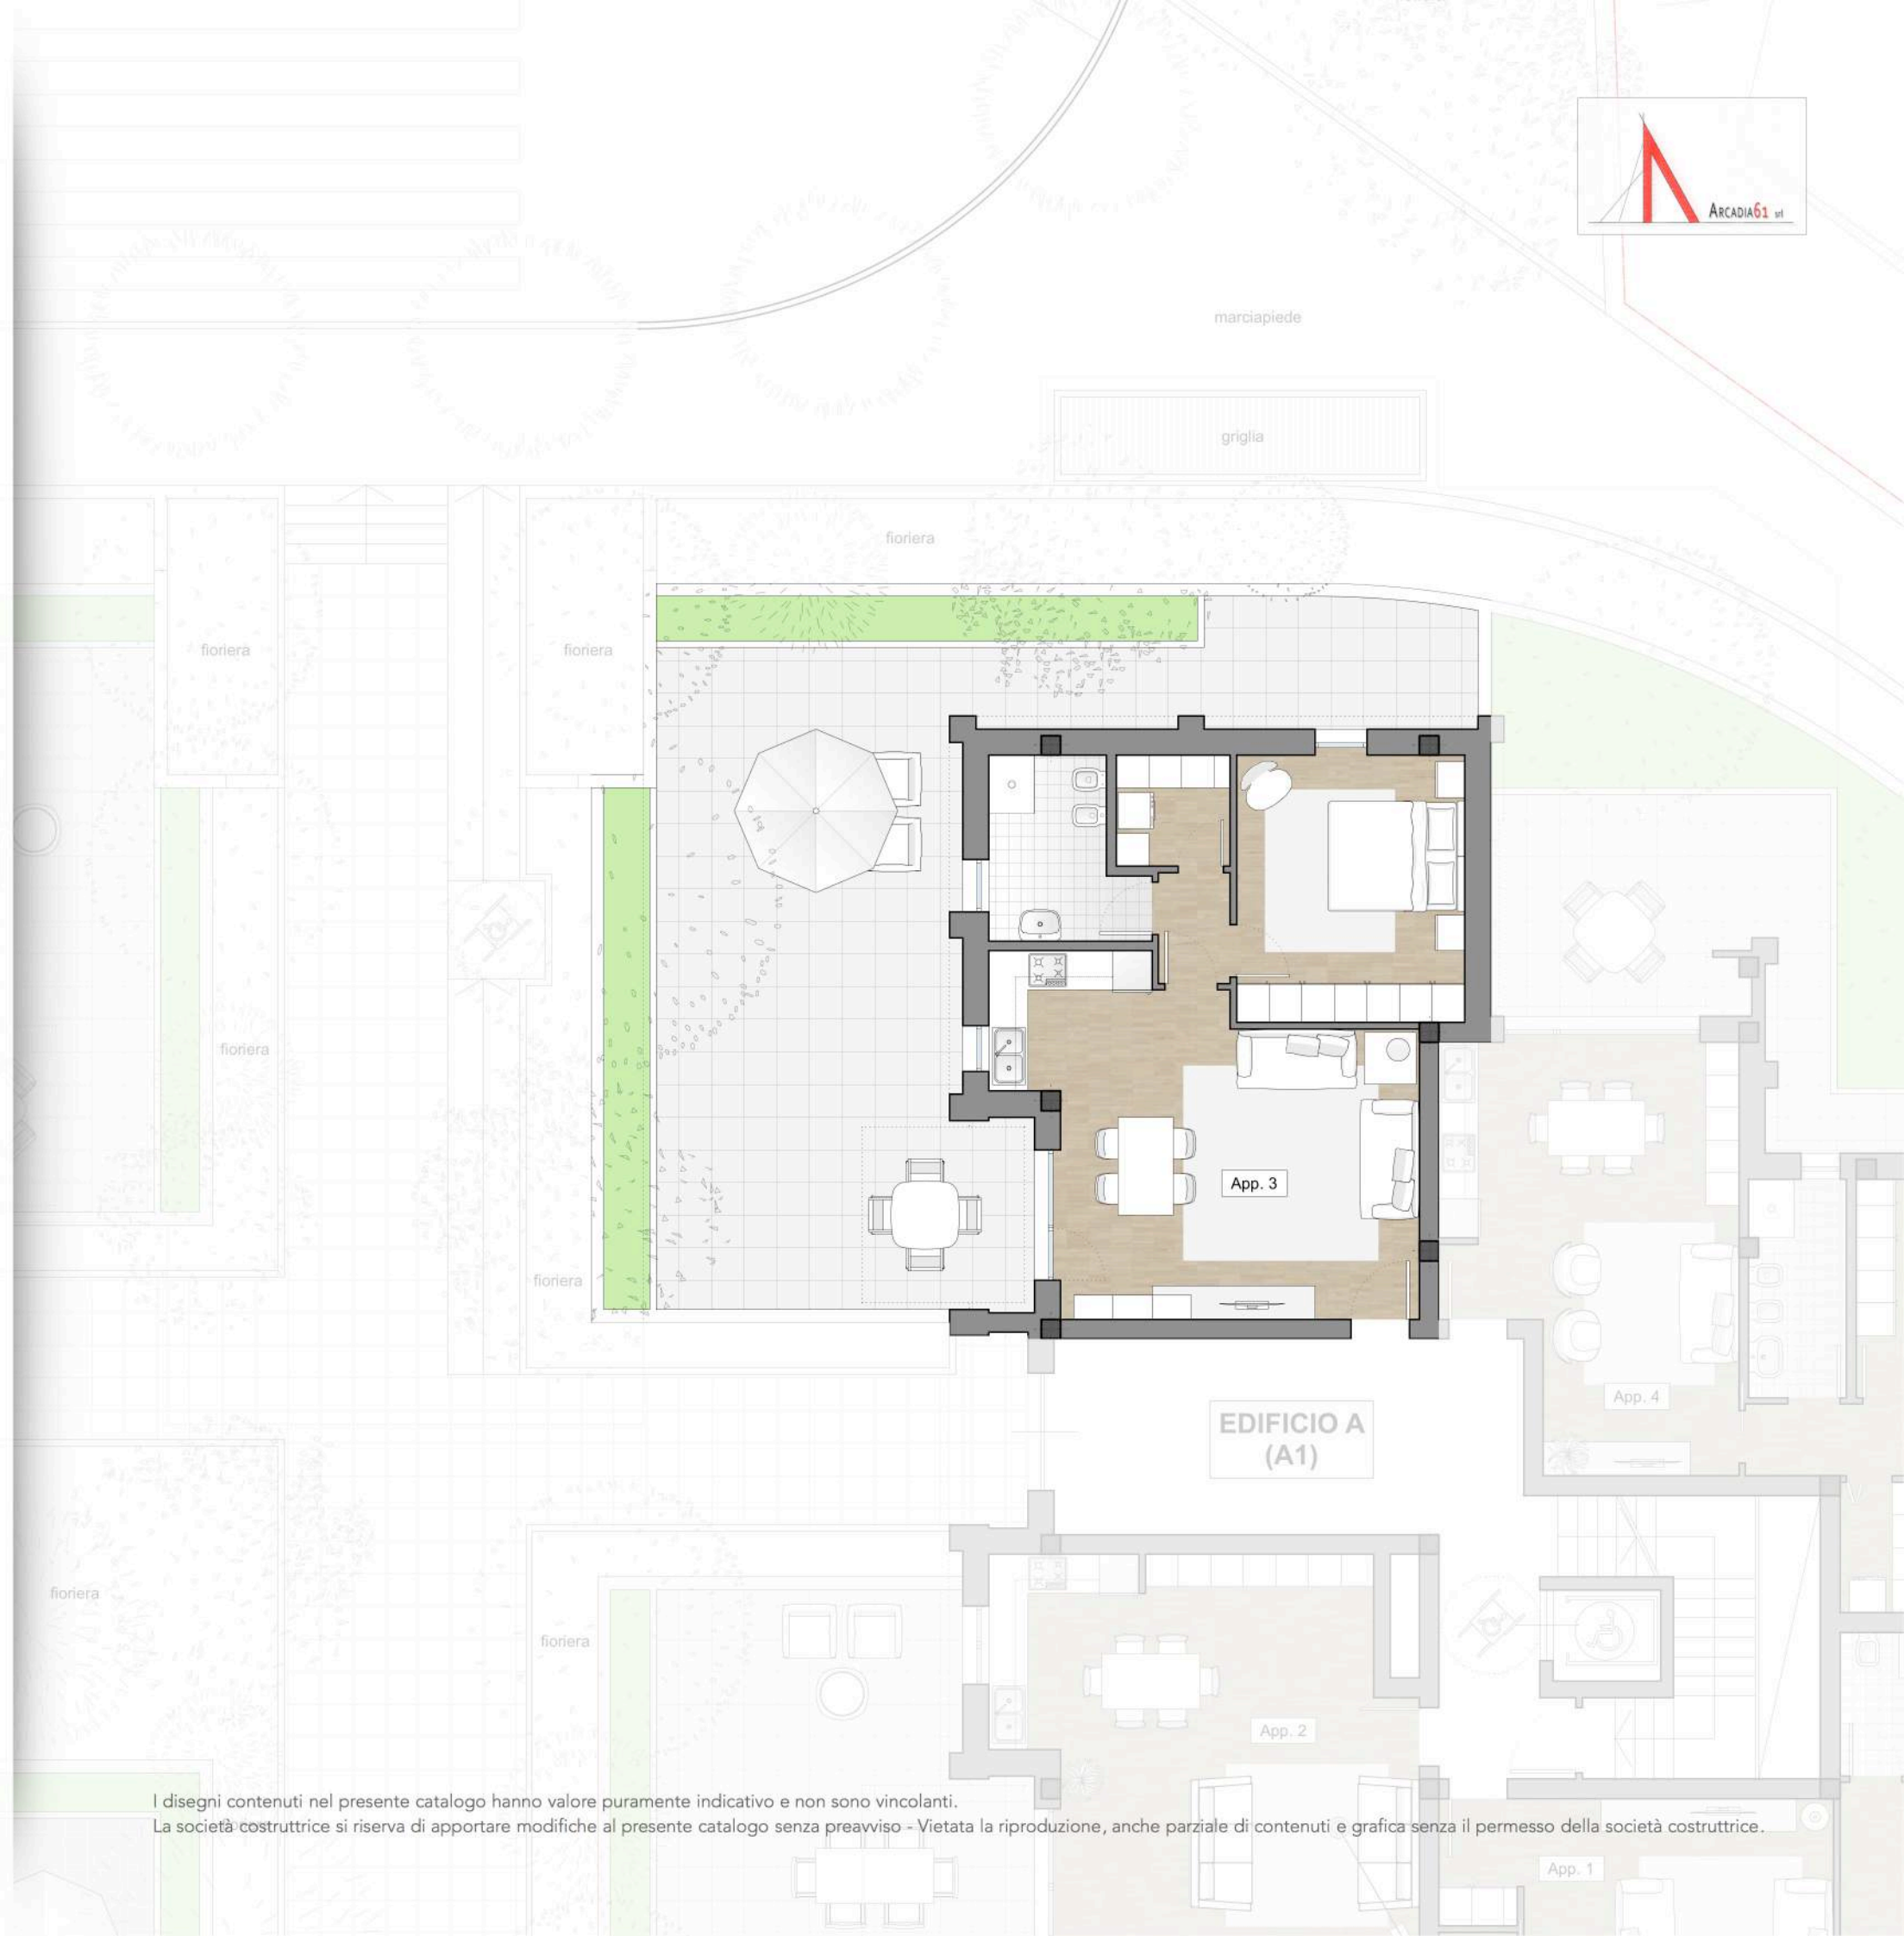 ARCADIA61 srl
marciapiede
griglia
fioriera
fioriera
fioriera
fioriera
fioriera
App. 3
EDIFICIO A
(A1)
App. 4
fioriera
fioriera
App. 2
I disegni contenuti nel presente catalogo hanno valore puramente indicativo e non sono vincolanti.
La società costruttrice si riserva di apportare modifiche al presente catalogo senza preavviso - Vietata la riproduzione, anche parziale di contenuti e grafica senza il permesso della società costruttrice.
App. 1